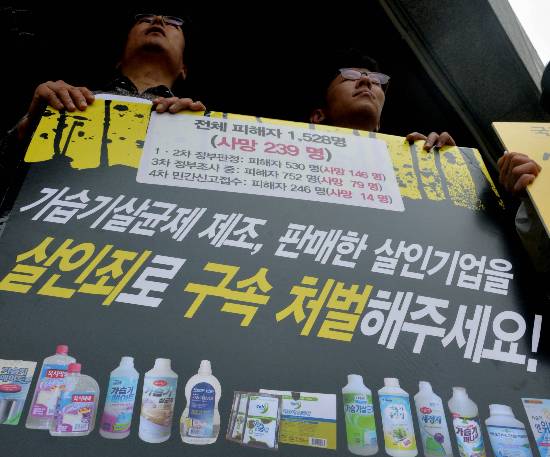 전체 피해자 1,528명
(사망 239 명)
1 · 2차 정부판정: 피해자 530 명(사망 146 명)
3차 정부조사 중: 피해자 752 명(사망 79 명)
4차 민간신고접수: 피해자 246 명(사망 14 명)
가습기살균제 제조, 판매한 살인기업을
살인죄로 구속 처벌해주세요!